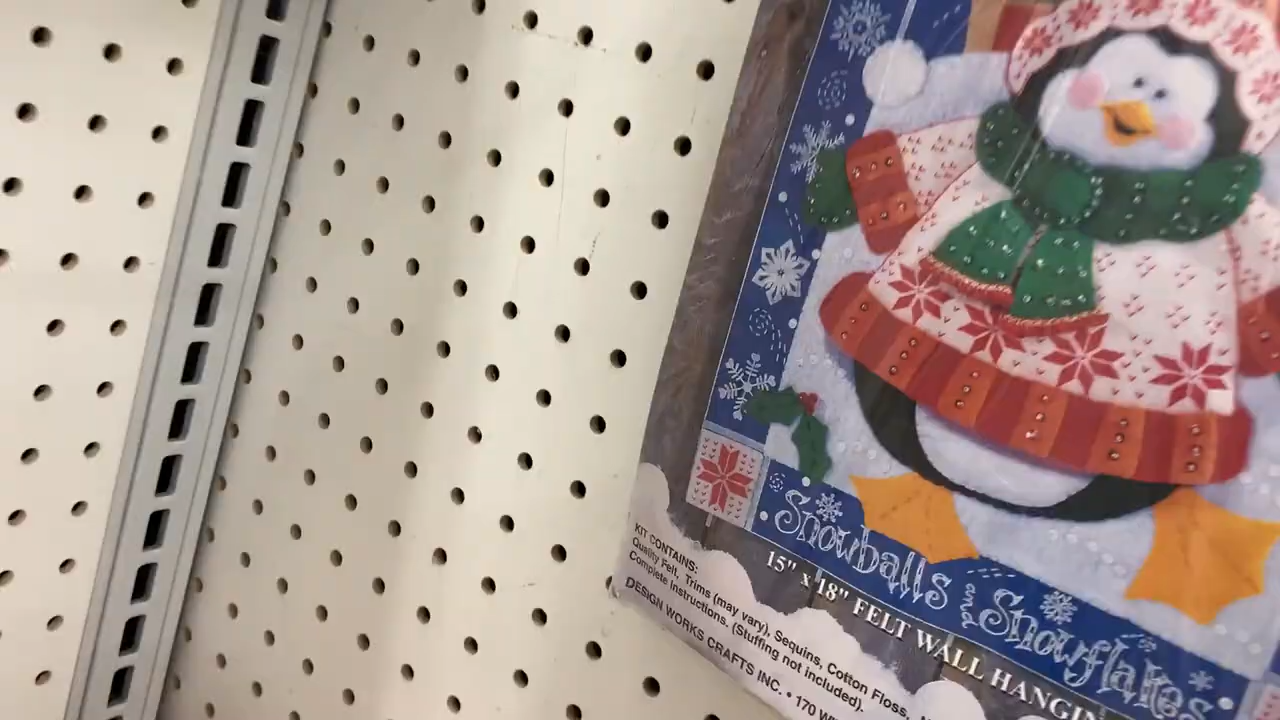 Snowballs and Snowflakes
15" x 18" FELT WALL
KIT CONTAINS:
Quality Felt, Trims (may vary), Sequins, Cotton Floss,
Complete Instructions. (Stuffing not included).
DESIGN WORKS CRAFTS INC. • 170